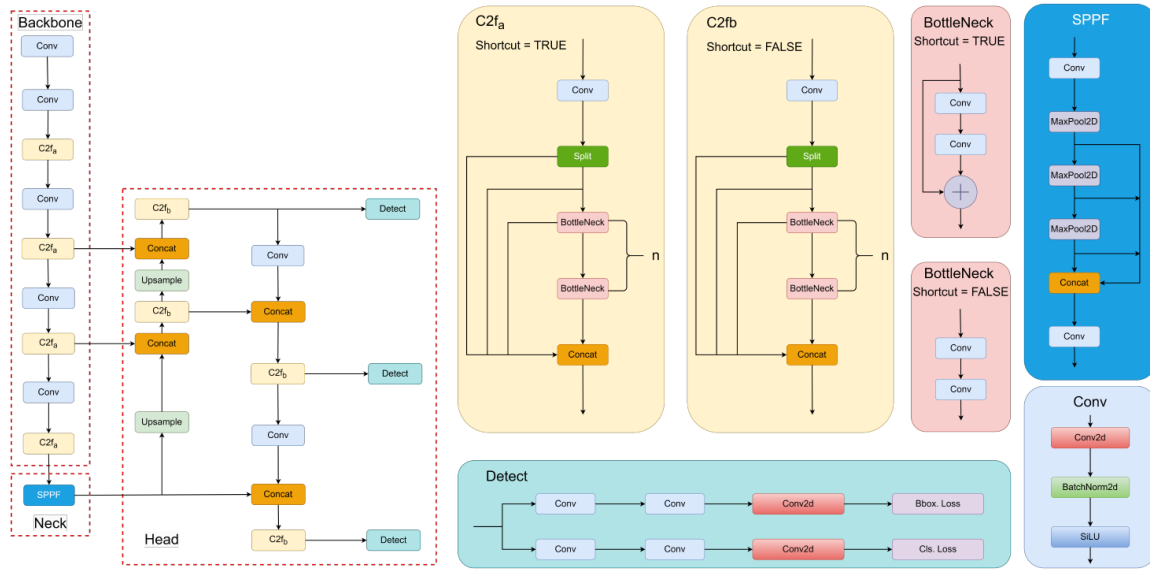 Backbone
Conv
Conv
C2fa
Conv
C2fa
Conv
C2fa
Conv
C2fa
SPPF
Neck
C2fb
Concat
Upsample
C2fb
Concat
Upsample
Head
Detect
Conv
Concat
C2fb
Detect
Conv
Concat
C2fb
Detect
C2fa
Shortcut = TRUE
Conv
Split
BottleNeck
n
BottleNeck
Concat
C2fb
Shortcut = FALSE
Conv
Split
BottleNeck
n
BottleNeck
Concat
BottleNeck
Shortcut = TRUE
Conv
Conv
BottleNeck
Shortcut = FALSE
Conv
Conv
SPPF
Conv
MaxPool2D
MaxPool2D
MaxPool2D
Concat
Conv
Detect
Conv
Conv
Conv2d
Bbox. Loss
Conv
Conv
Conv2d
Cls. Loss
Conv
Conv2d
BatchNorm2d
SiLU